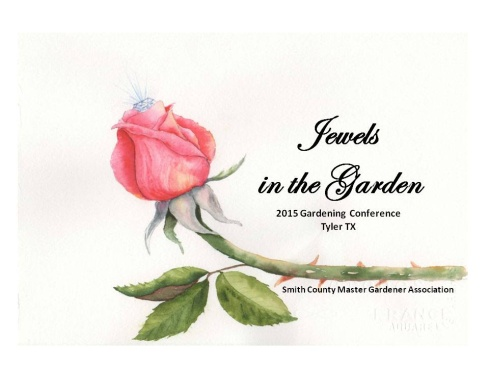 Jewels
in the Garden
2015 Gardening Conference
Tyler TX
Smith County Master Gardener Association